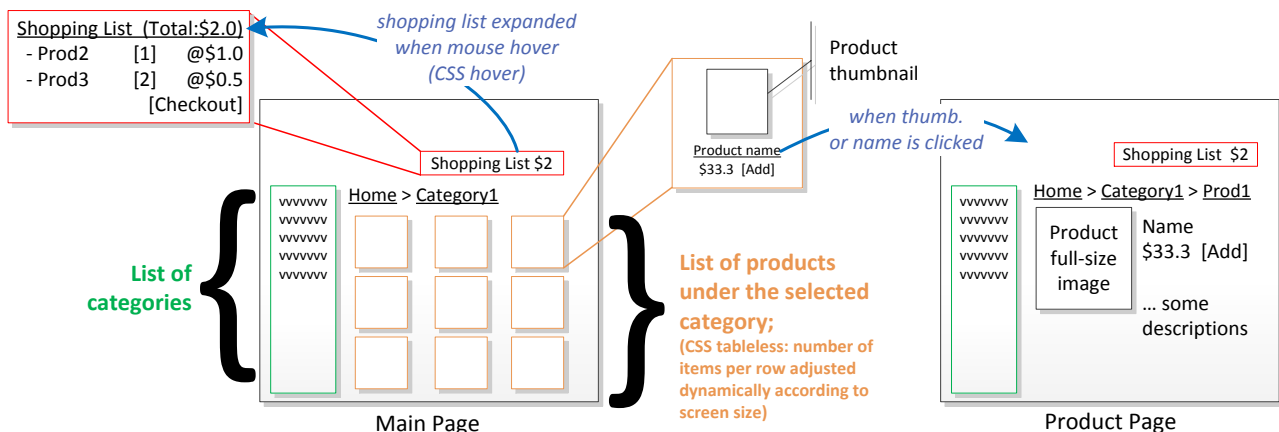 Shopping List (Total:$2.0)
- Prod2 [1] @$1.0
- Prod3 [2] @$0.5
[Checkout]
shopping list expanded
when mouse hover
(CSS hover)
Product
thumbnail
Product name
$33.3 [Add]
when thumb.
or name is clicked
Shopping List $2
Home > Category1
vvvvvvv
vvvvvvv
vvvvvvv
vvvvvvv
vvvvvvv
List of
categories
List of products
under the selected
category;
(CSS tableless: number of
items per row adjusted
dynamically according to
screen size)
Main Page
Shopping List $2
Home > Category1 > Prod1
vvvvvvv
vvvvvvv
vvvvvvv
vvvvvvv
vvvvvvv
Product
full-size
image
Name
$33.3 [Add]
... some
descriptions
Product Page